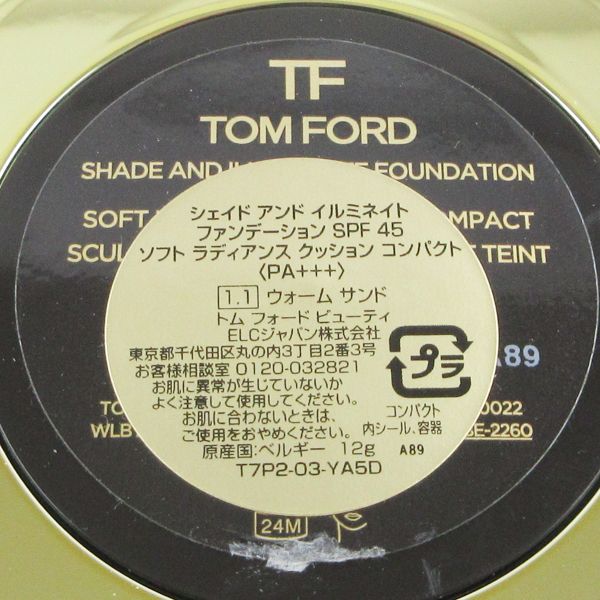 TF
TOM FORD
SHADE AND FOUNDATION
SOFT COMPACT
TEINT
シェイド アンド イルミネイト
ファンデーション SPF 45
ソフト ラディアンス クッション コンパクト
〈PA+++〉
1.1 ウォーム サンド
トム フォード ビューティ
ELCジャパン株式会社
東京都千代田区丸の内3丁目2番3号
お客様相談室 0120-032821
お肌に異常が生じていないか
よく注意して使用してください。
お肌に合わないときは、
ご使用をおやめください。
原産国:ベルギー 12g
T7P2-03-YA5D
プラ
コンパクト
内シール、容器
A89
A89
0022
24M